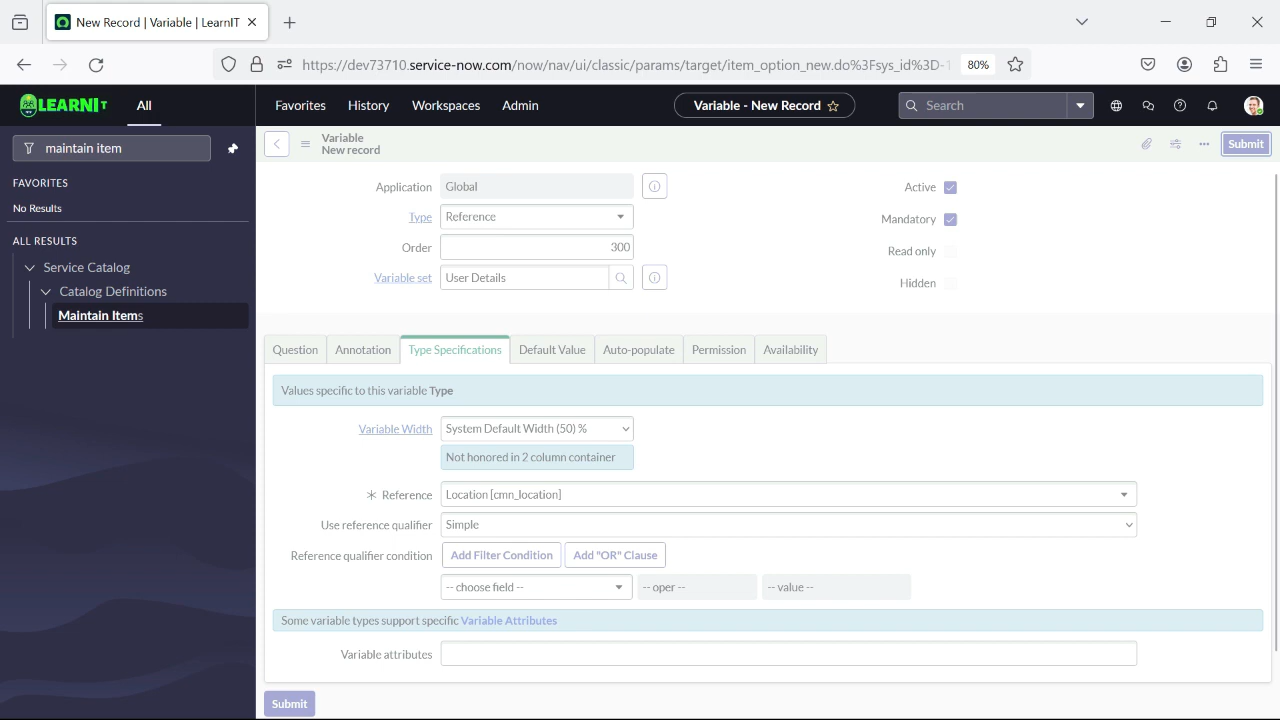 New Record | Variable | LearnIT
https://dev73710.service-now.com/now/nav/ui/classic/params/target/item_option_new.do%3Fsys_id%3D-1
80%
LEARNIT
All
Favorites
History
Workspaces
Admin
Variable - New Record
Search
maintain item
FAVORITES
No Results
ALL RESULTS
Service Catalog
Catalog Definitions
Maintain Items
Variable
New record
Submit
Application
Global
Active
Type
Reference
Mandatory
Order
300
Read only
Variable set
User Details
Hidden
Question
Annotation
Type Specifications
Default Value
Auto-populate
Permission
Availability
Values specific to this variable Type
Variable Width
System Default Width (50) %
Not honored in 2 column container
Reference
Location [cmn_location]
Use reference qualifier
Simple
Reference qualifier condition
Add Filter Condition
Add "OR" Clause
-- choose field --
-- oper --
-- value --
Some variable types support specific Variable Attributes
Variable attributes
Submit